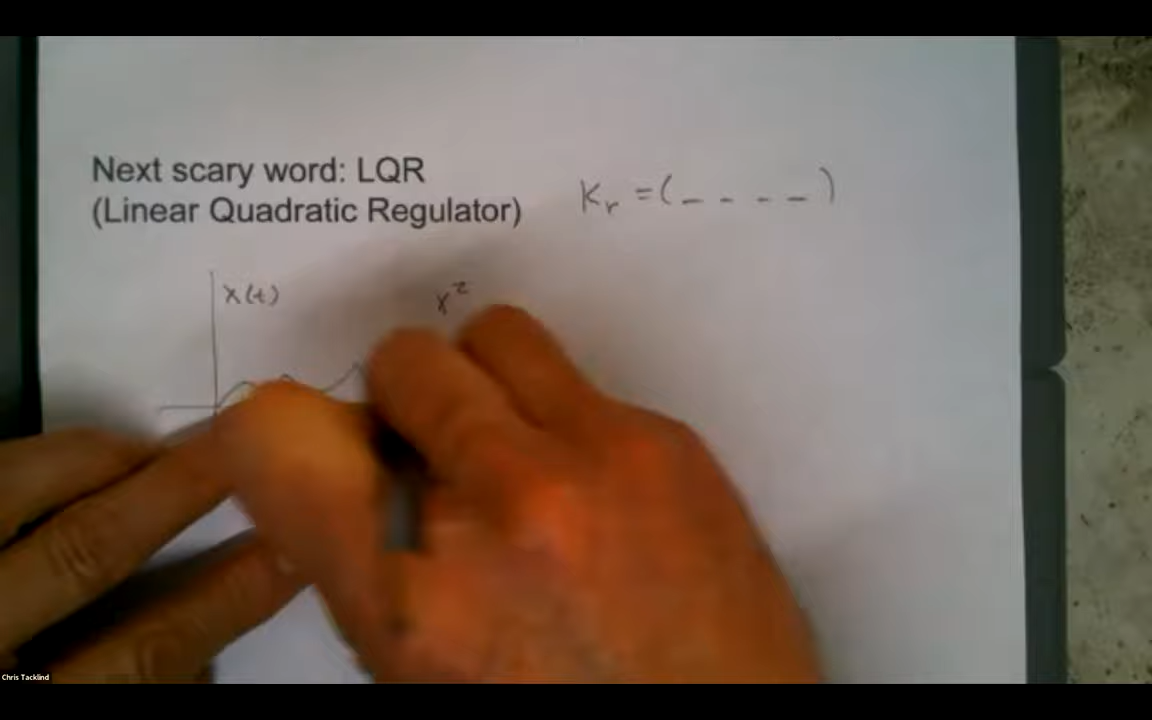 Next scary word: LQR
(Linear Quadratic Regulator)
Kr = ( _ _ _ _ )
x(t)
x²
Chris Tacklind